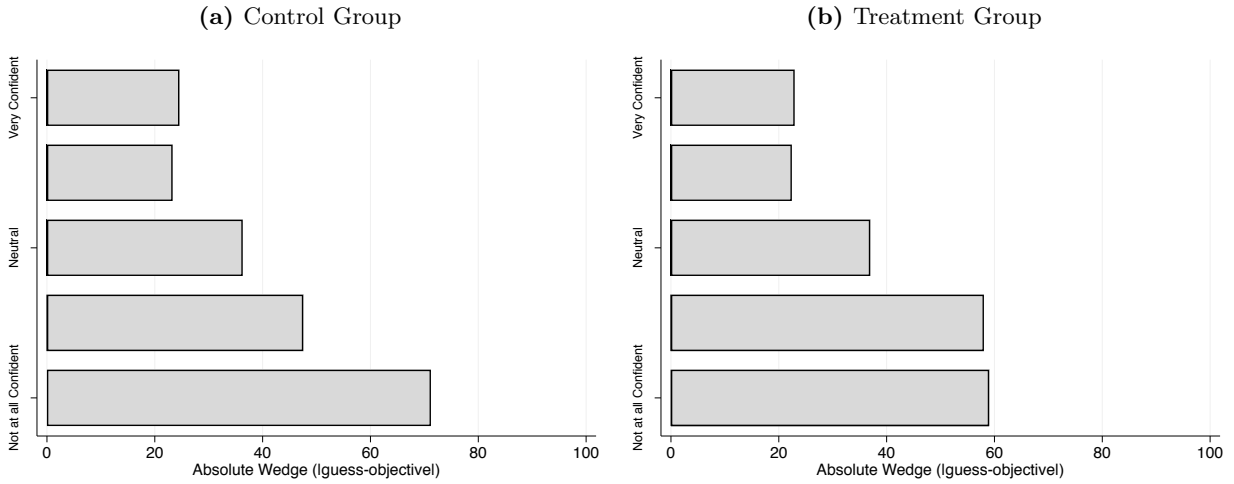 (a) Control Group
Very Confident
Neutral
Not at all Confident
0 20 40 60 80 100
Absolute Wedge (|guess-objective|)
(b) Treatment Group
Very Confident
Neutral
Not at all Confident
0 20 40 60 80 100
Absolute Wedge (|guess-objective|)